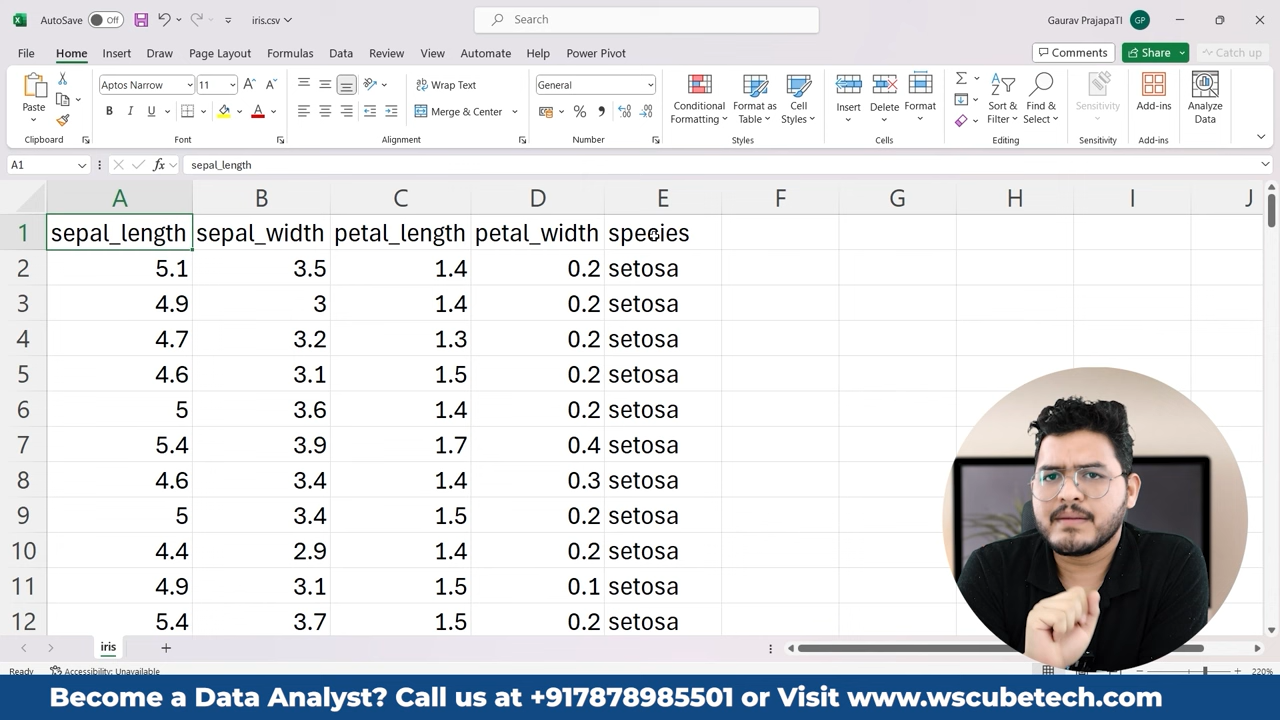 AutoSave Off iris.csv Search Gaurav PrajapaTI GP
File Home Insert Draw Page Layout Formulas Data Review View Automate Help Power Pivot Comments Share Catch up
Paste Aptos Narrow 11 Wrap Text General Conditional Formatting Format as Table Cell Styles Insert Delete Format Sort & Filter Find & Select Sensitivity Add-ins Analyze Data
B I U A Merge & Center
Clipboard Font Alignment Number Styles Cells Editing Sensitivity Add-ins
A1 fx sepal_length
A B C D E F G H I J
1 sepal_length sepal_width petal_length petal_width species
2 5.1 3.5 1.4 0.2 setosa
3 4.9 3 1.4 0.2 setosa
4 4.7 3.2 1.3 0.2 setosa
5 4.6 3.1 1.5 0.2 setosa
6 5 3.6 1.4 0.2 setosa
7 5.4 3.9 1.7 0.4 setosa
8 4.6 3.4 1.4 0.3 setosa
9 5 3.4 1.5 0.2 setosa
10 4.4 2.9 1.4 0.2 setosa
11 4.9 3.1 1.5 0.1 setosa
12 5.4 3.7 1.5 0.2 setosa
iris
Ready Accessibility: Unavailable 220%
Become a Data Analyst? Call us at +917878985501 or Visit www.wscubetech.com